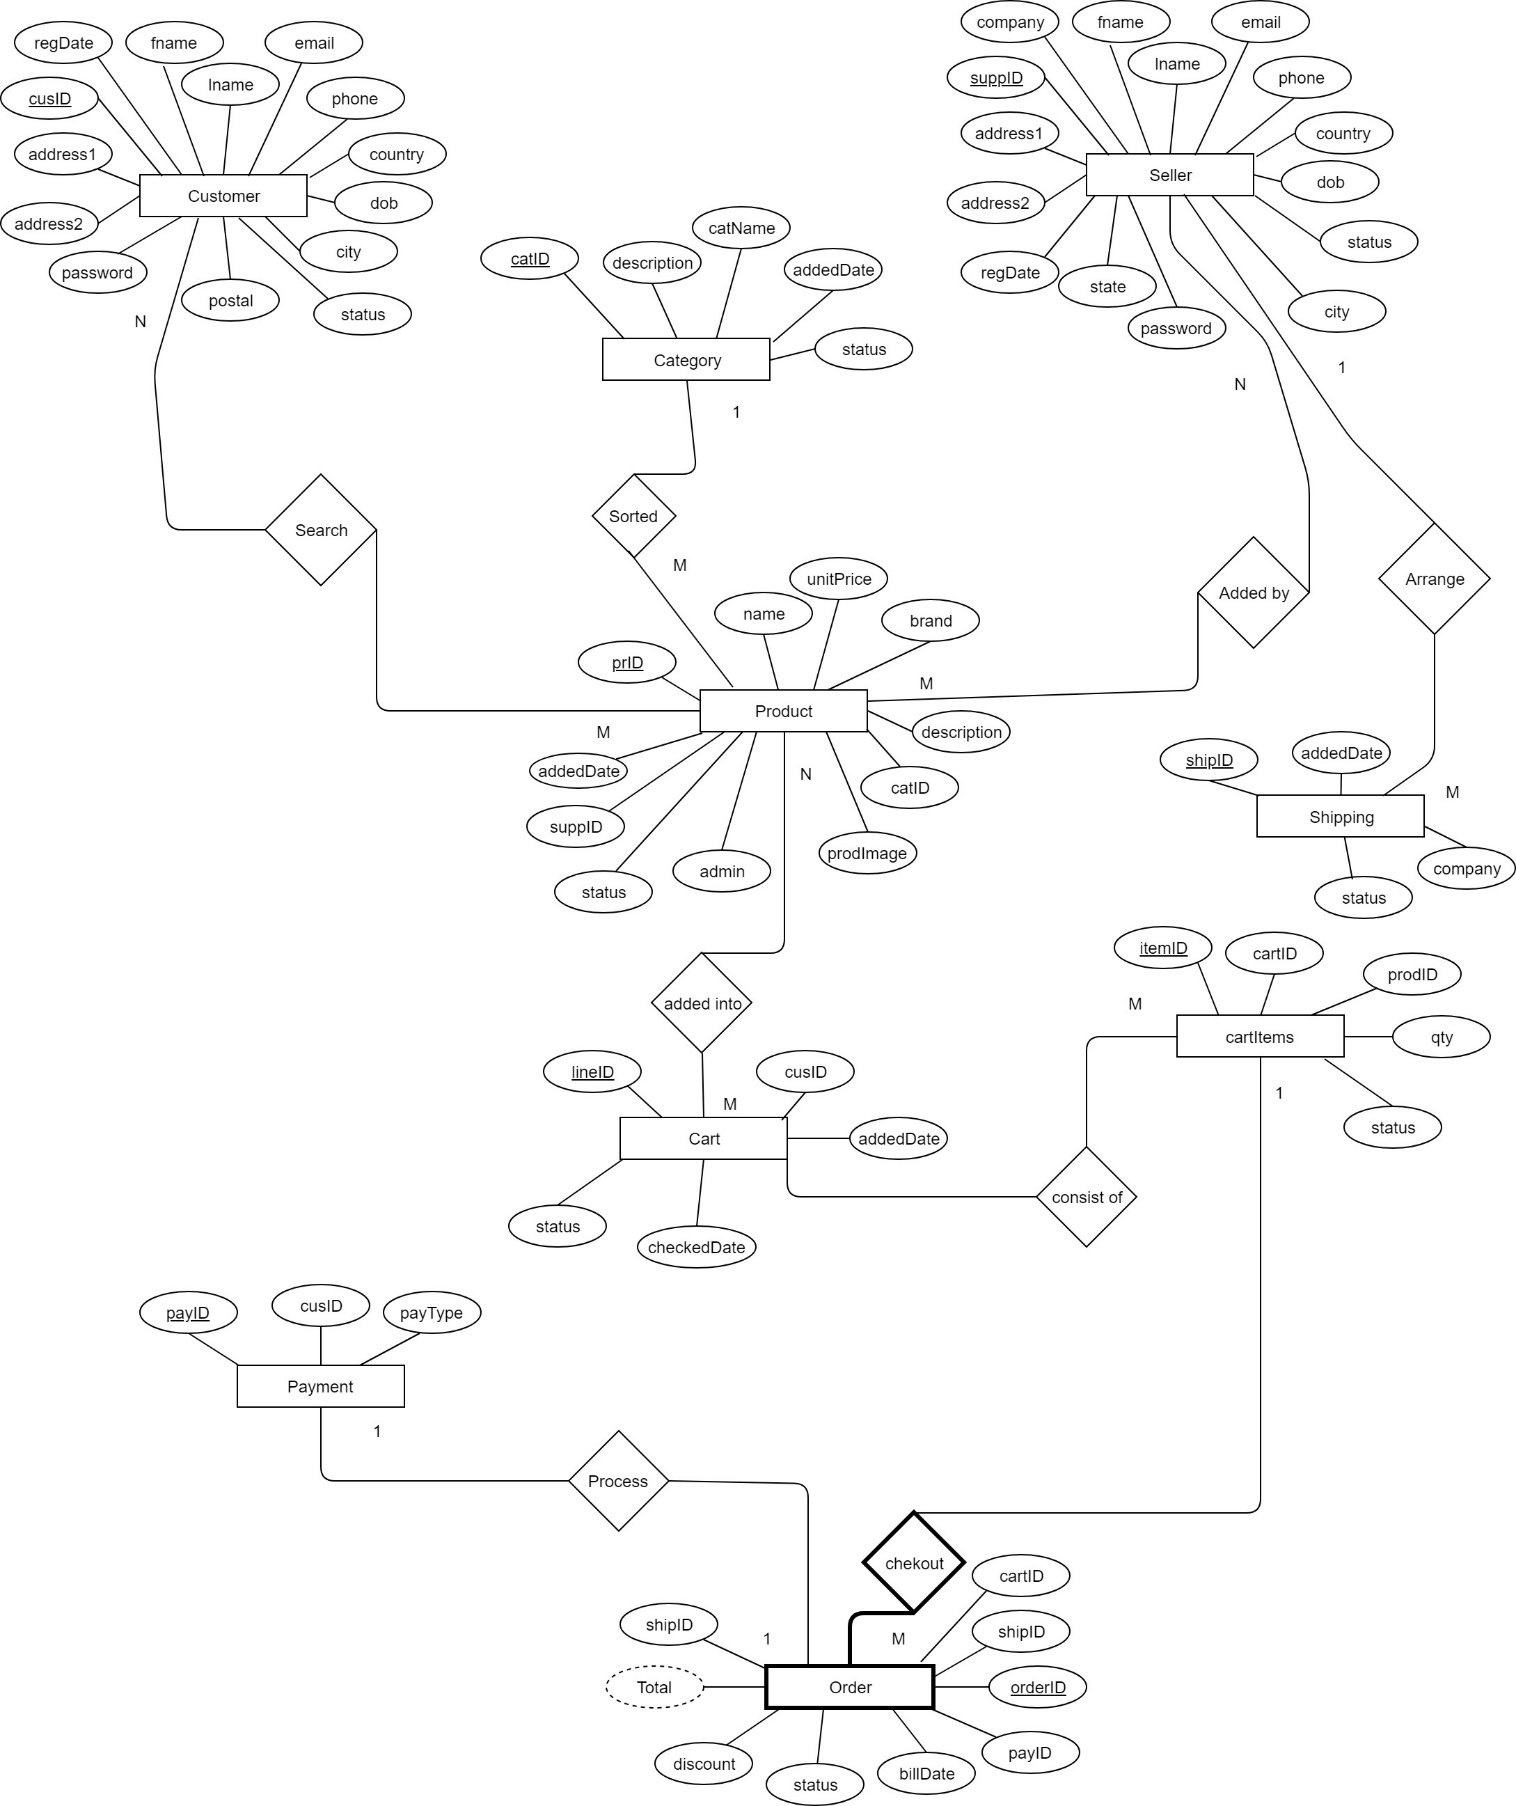 company
fname
email
regDate
fname
email
lname
lname
suppID
phone
cusID
phone
address1
country
address1
country
Seller
dob
Customer
dob
address2
address2
status
city
password
regDate
state
postal
status
city
password
catName
catID
description
addedDate
status
Category
N
1
N
1
Search
Sorted
M
Added by
Arrange
unitPrice
name
brand
prID
M
Product
description
M
addedDate
N
catID
suppID
prodImage
admin
status
shipID
addedDate
M
Shipping
company
status
itemID
cartID
prodID
M
added into
cartItems
qty
lineID
cusID
1
M
status
Cart
addedDate
consist of
status
checkedDate
payID
cusID
payType
Payment
1
Process
chekout
cartID
shipID
1
M
shipID
Total
Order
orderID
discount
status
billDate
payID